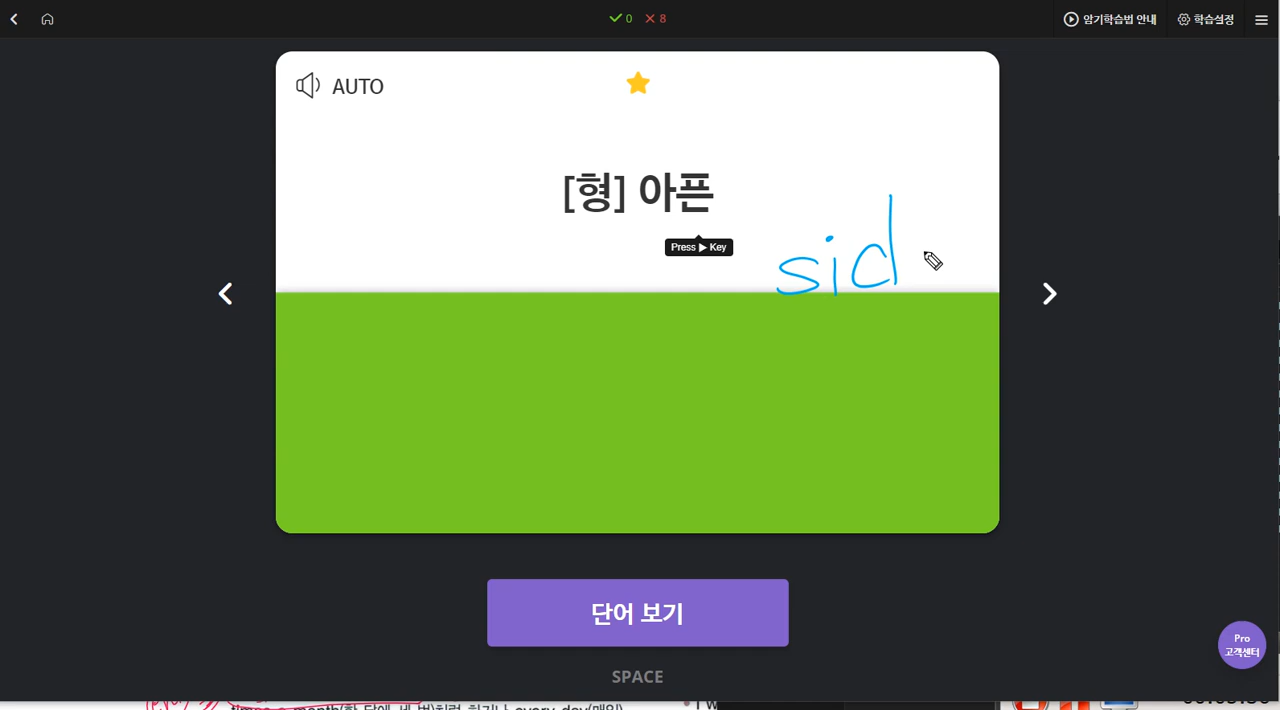 0 8 암기학습법 안내 학습설정
AUTO
[형] 아픈
Press ▶ Key
sid
단어 보기
Pro
고객센터
SPACE